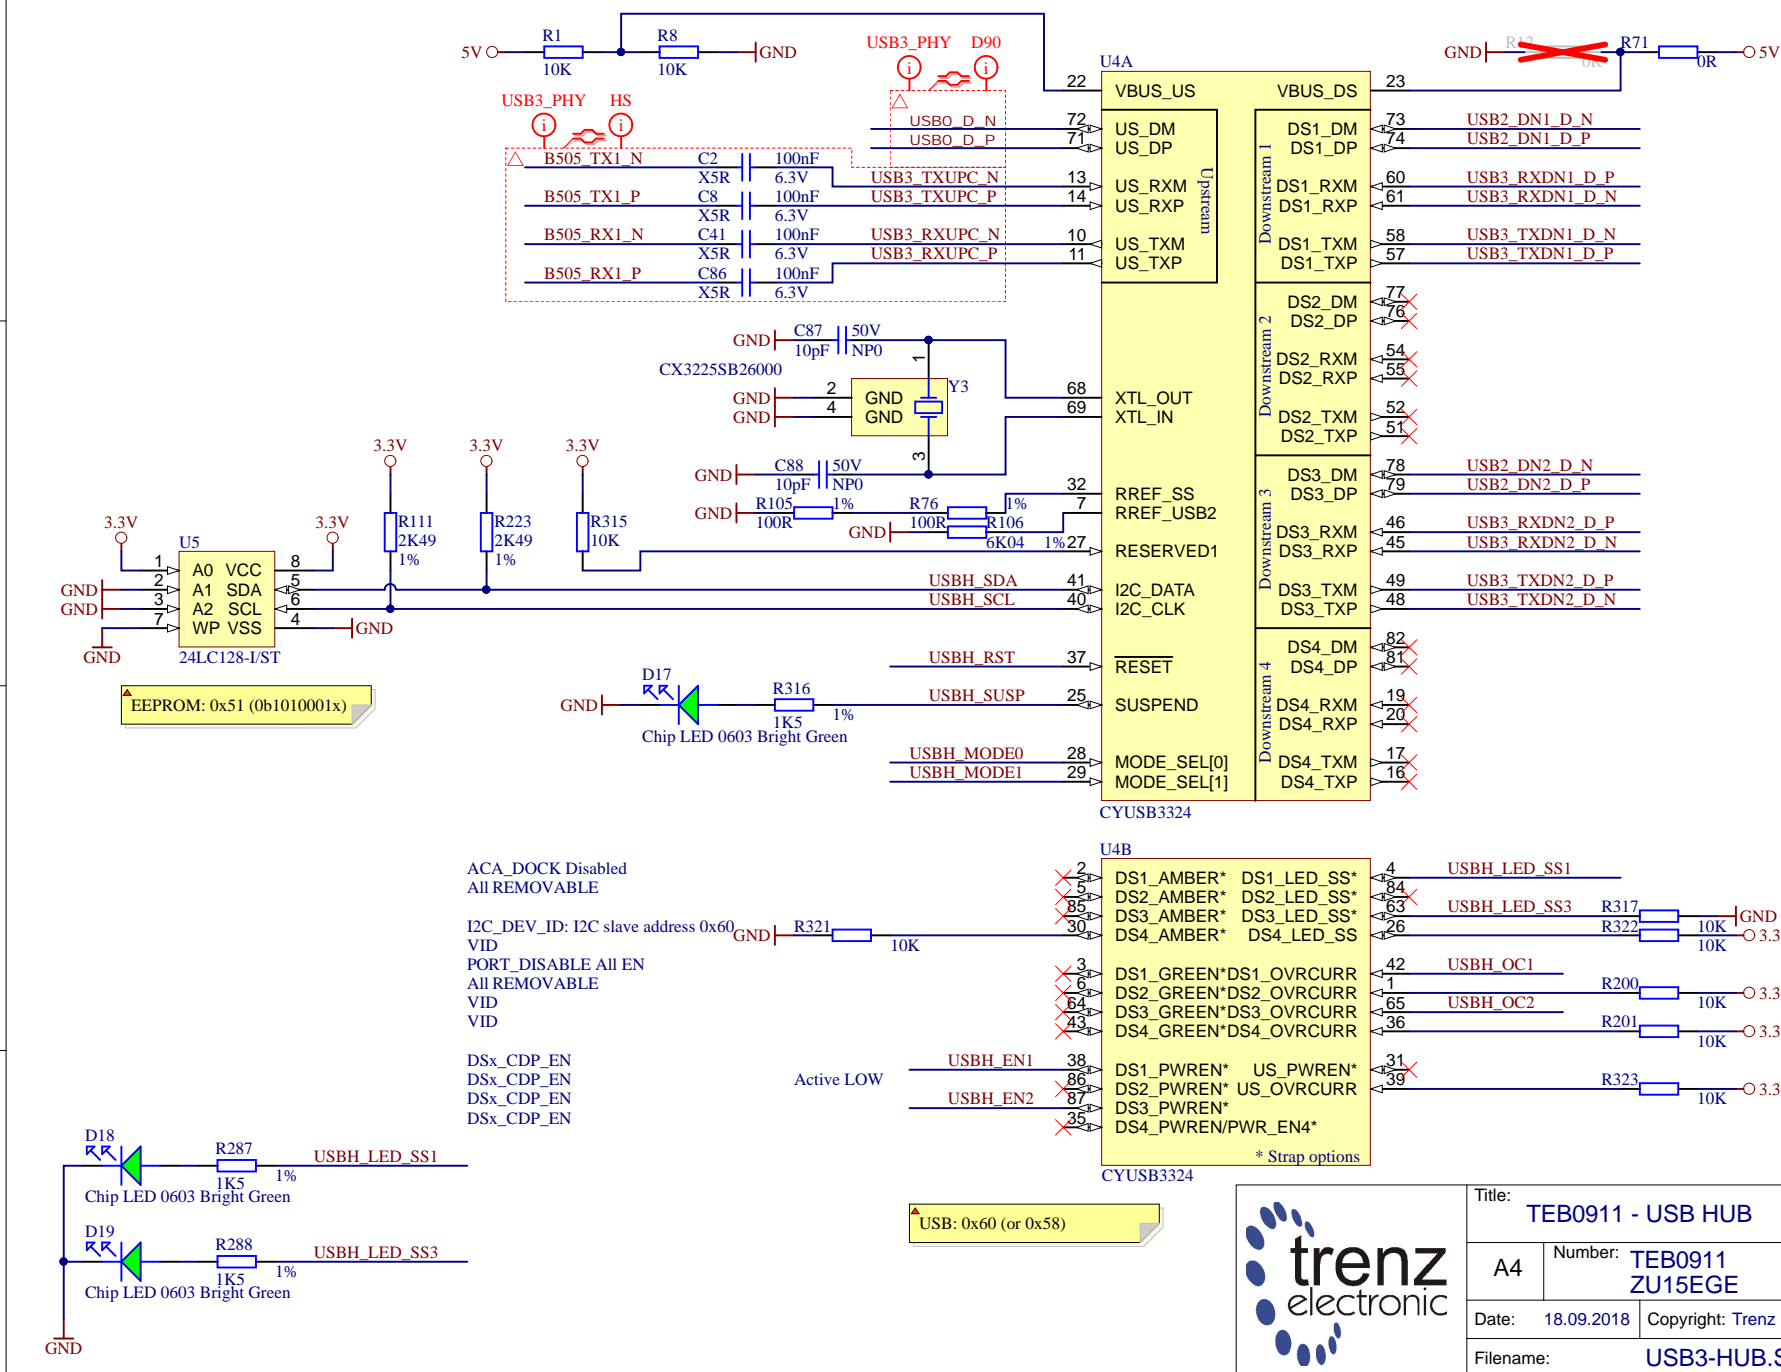 R1
R8
5V
GND
10K
10K
USB3_PHY D90
USB3_PHY HS
U4A
GND
R71
0R
0R
5V
22 VBUS_US
VBUS_DS 23
USB0_D_N 72 US_DM
USB0_D_P 71 US_DP
DS1_DM 73 USB2_DN1_D_N
DS1_DP 74 USB2_DN1_D_P
B505_TX1_N C2 100nF
X5R 6.3V
USB3_TXUPC_N 13 US_RXM
B505_TX1_P C8 100nF
X5R 6.3V
USB3_TXUPC_P 14 US_RXP
B505_RX1_N C41 100nF
X5R 6.3V
USB3_RXUPC_N 10 US_TXM
B505_RX1_P C86 100nF
X5R 6.3V
USB3_RXUPC_P 11 US_TXP
Upstream
Downstream 1
DS1_RXM 60 USB3_RXDN1_D_P
DS1_RXP 61 USB3_RXDN1_D_N
DS1_TXM 58 USB3_TXDN1_D_N
DS1_TXP 57 USB3_TXDN1_D_P
Downstream 2
DS2_DM 77
DS2_DP 76
DS2_RXM 54
DS2_RXP 55
DS2_TXM 52
DS2_TXP 51
GND C87 50V
10pF NP0
CX3225SB26000
1
Y3
GND 2 GND
GND 4 GND
3
68 XTL_OUT
69 XTL_IN
GND C88 50V
10pF NP0
Downstream 3
DS3_DM 78 USB2_DN2_D_N
DS3_DP 79 USB2_DN2_D_P
DS3_RXM 46 USB3_RXDN2_D_P
DS3_RXP 45 USB3_RXDN2_D_N
DS3_TXM 49 USB3_TXDN2_D_P
DS3_TXP 48 USB3_TXDN2_D_N
GND R105 1% R76 1% 32 RREF_SS
100R 100R
GND R106 7 RREF_USB2
6K04 1%
27 RESERVED1
3.3V 3.3V 3.3V
R111 R223 R315
2K49 2K49 10K
1% 1%
3.3V 3.3V
U5
1 A0 VCC 8
GND 2 A1 SDA 5
GND 3 A2 SCL 6
7 WP VSS 4 GND
GND
24LC128-I/ST
USBH_SDA 41 I2C_DATA
USBH_SCL 40 I2C_CLK
EEPROM: 0x51 (0b1010001x)
USBH_RST 37 RESET
D17
GND R316 USBH_SUSP 25 SUSPEND
1K5 1%
Chip LED 0603 Bright Green
USBH_MODE0 28 MODE_SEL[0]
USBH_MODE1 29 MODE_SEL[1]
Downstream 4
DS4_DM 82
DS4_DP 81
DS4_RXM 19
DS4_RXP 20
DS4_TXM 17
DS4_TXP 16
CYUSB3324
U4B
ACA_DOCK Disabled
All REMOVABLE
I2C_DEV_ID: I2C slave address 0x60
VID
PORT_DISABLE All EN
All REMOVABLE
VID
VID
DSx_CDP_EN
DSx_CDP_EN
DSx_CDP_EN
DSx_CDP_EN
GND R321
10K
Active LOW
2 DS1_AMBER* DS1_LED_SS* 4 USBH_LED_SS1
5 DS2_AMBER* DS2_LED_SS* 84
85 DS3_AMBER* DS3_LED_SS* 63 USBH_LED_SS3 R317 10K GND
30 DS4_AMBER* DS4_LED_SS 26 R322 10K 3.3
3 DS1_GREEN* DS1_OVRCURR 42 USBH_OC1
6 DS2_GREEN* DS2_OVRCURR 1 R200 10K 3.3
64 DS3_GREEN* DS3_OVRCURR 65 USBH_OC2
43 DS4_GREEN* DS4_OVRCURR 36 R201 10K 3.3
USBH_EN1 38 DS1_PWREN* US_PWREN* 31
86 DS2_PWREN* US_OVRCURR 39 R323 10K 3.3
USBH_EN2 87 DS3_PWREN*
35 DS4_PWREN/PWR_EN4*
* Strap options
CYUSB3324
D18
R287 USBH_LED_SS1
1K5 1%
Chip LED 0603 Bright Green
D19
R288 USBH_LED_SS3
1K5 1%
Chip LED 0603 Bright Green
GND
USB: 0x60 (or 0x58)
trenz
electronic
Title:
TEB0911 - USB HUB
A4
Number: TEB0911
ZU15EGE
Date: 18.09.2018
Copyright: Trenz
Filename: USB3-HUB.S